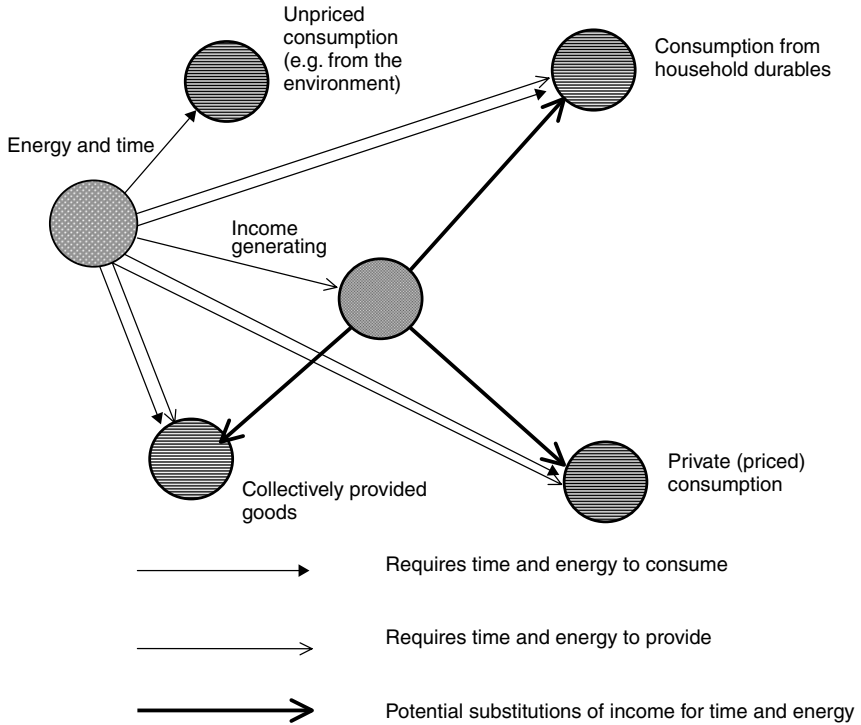 Unpriced
consumption
(e.g. from the
environment)
Consumption from
household durables
Energy and time
Income
generating
Collectively provided
goods
Private (priced)
consumption
Requires time and energy to consume
Requires time and energy to provide
Potential substitutions of income for time and energy